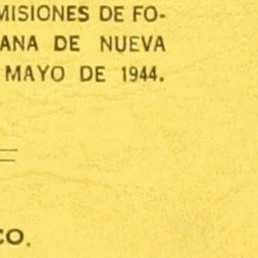 MISIONES DE FO-
ANA DE NUEVA
MAYO DE 1944.
CO.